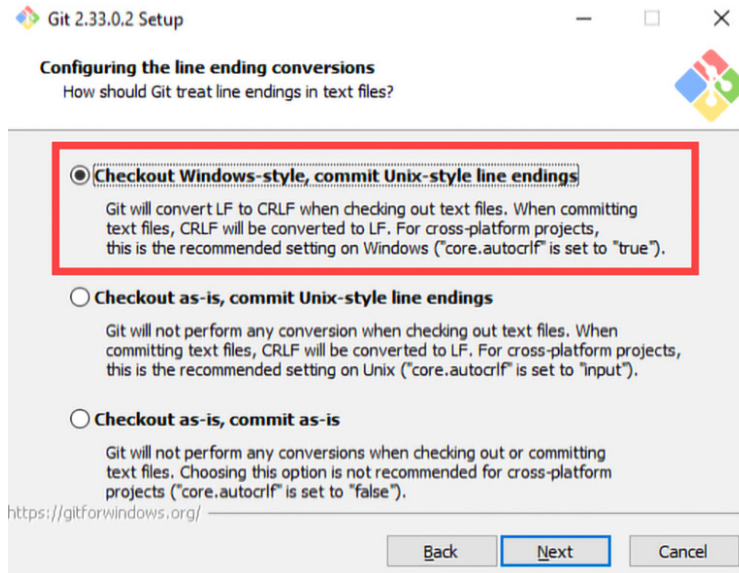 Git 2.33.0.2 Setup
Configuring the line ending conversions
How should Git treat line endings in text files?
Checkout Windows-style, commit Unix-style line endings
Git will convert LF to CRLF when checking out text files. When committing
text files, CRLF will be converted to LF. For cross-platform projects,
this is the recommended setting on Windows ("core.autocrlf" is set to "true").
Checkout as-is, commit Unix-style line endings
Git will not perform any conversion when checking out text files. When
committing text files, CRLF will be converted to LF. For cross-platform projects,
this is the recommended setting on Unix ("core.autocrlf" is set to "input").
Checkout as-is, commit as-is
Git will not perform any conversions when checking out or committing
text files. Choosing this option is not recommended for cross-platform
projects ("core.autocrlf" is set to "false").
https://gitforwindows.org/
Back
Next
Cancel